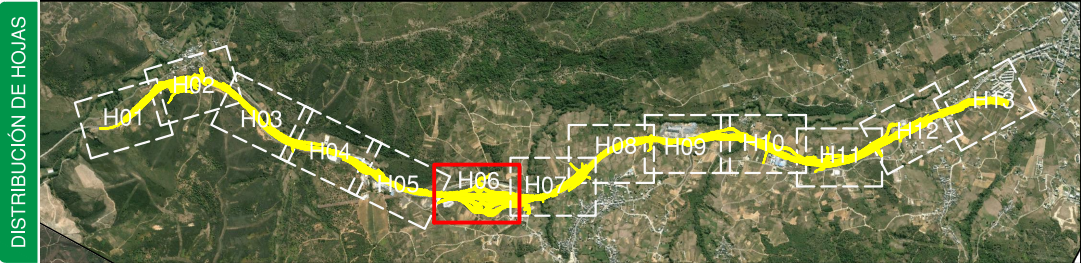 DISTRIBUCIÓN DE HOJAS
H01
H02
H03
H04
H05
H06
H07
H08
H09
H10
H11
H12
H13